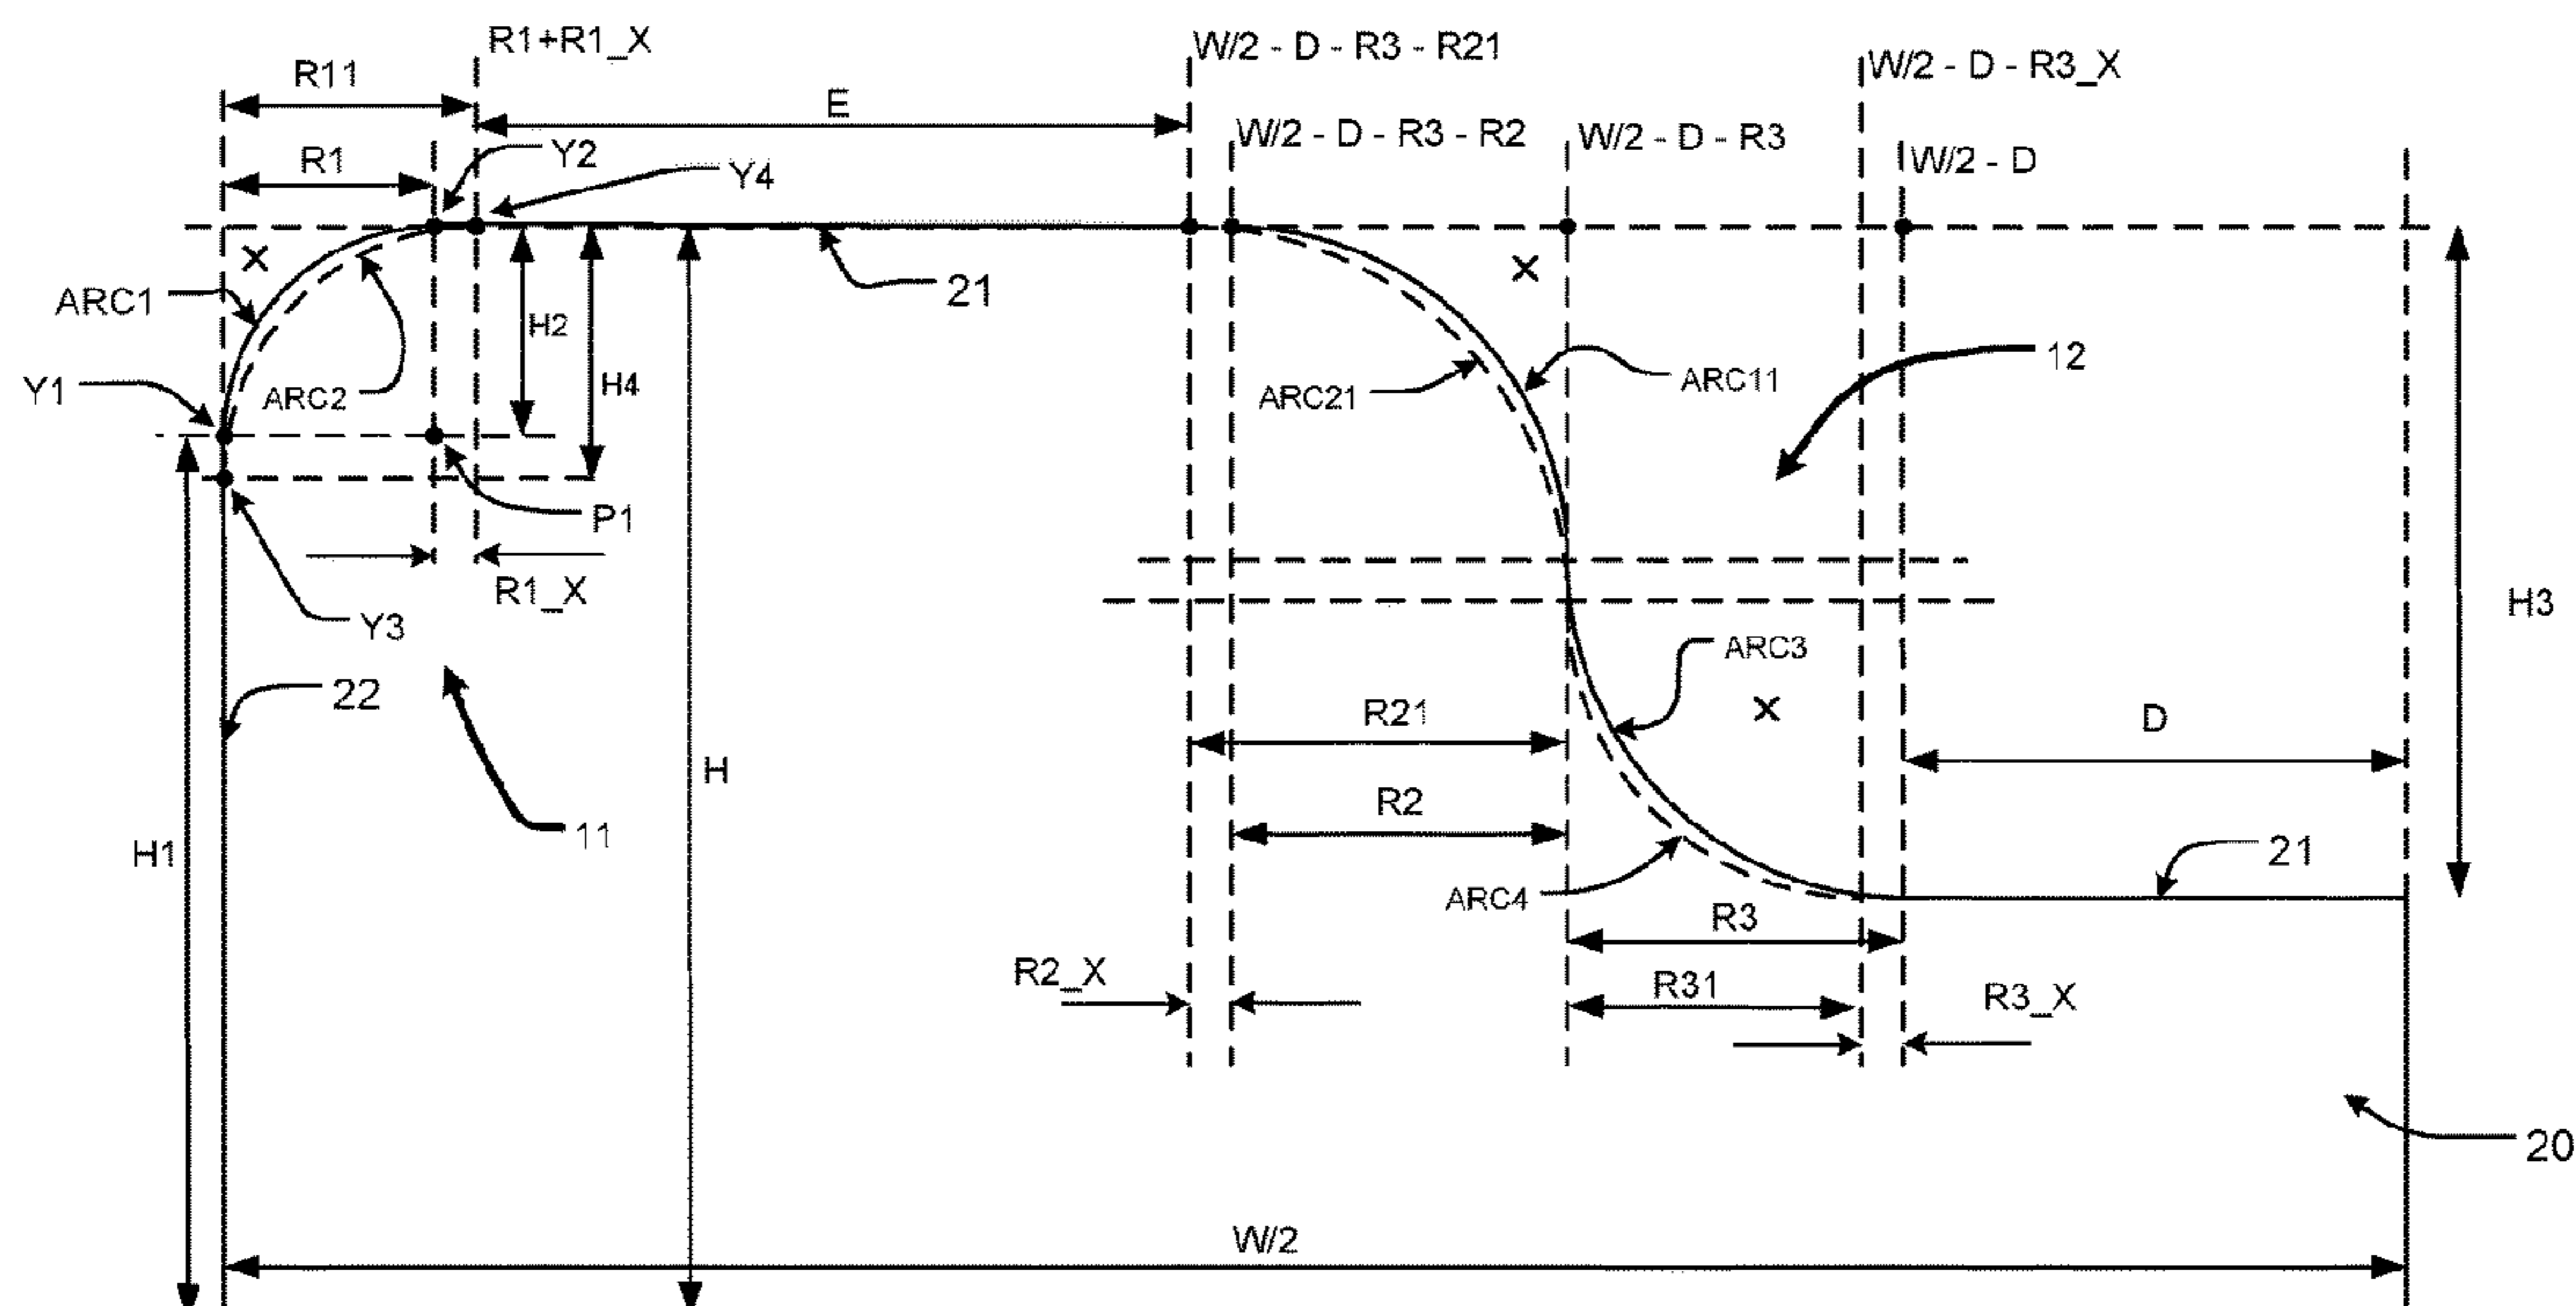 R1+R1_X
W/2 - D - R3 - R21
W/2 - D - R3_X
R11
E
W/2 - D - R3 - R2
W/2 - D - R3
R1
Y2
Y4
W/2 - D
X
X
ARC1
21
H2
12
Y1
ARC2
H4
ARC21
ARC11
P1
R1_X
H3
Y3
ARC3
22
X
R21
D
H
R2
11
H1
21
ARC4
R3
R2_X
R31
R3_X
20
W/2